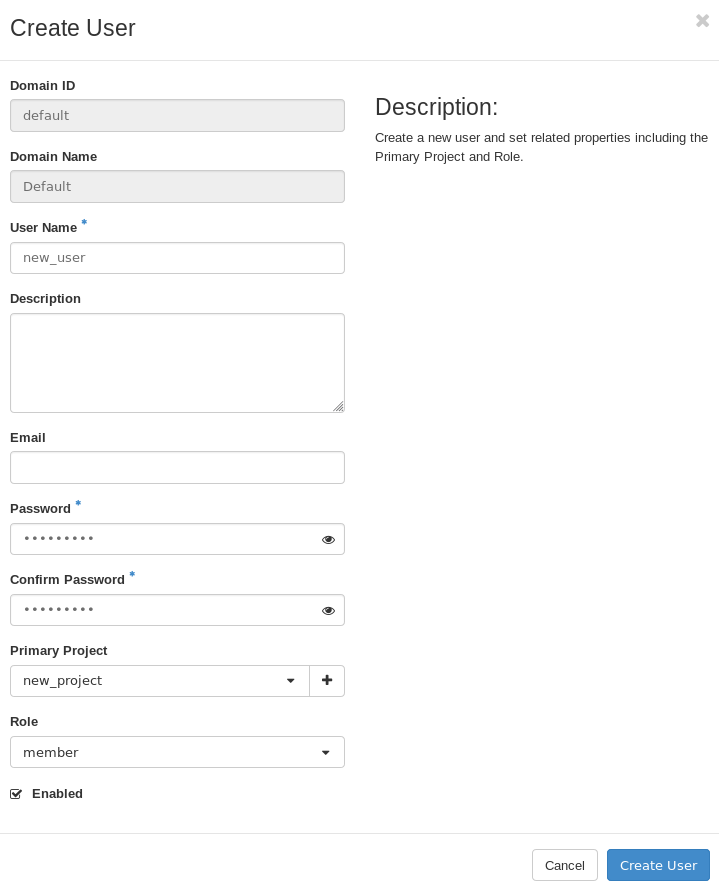 Create User
Domain ID
default
Domain Name
Default
User Name *
new_user
Description
Email
Password *
•••••••••
Confirm Password *
•••••••••
Primary Project
new_project
Role
member
Enabled
Description:
Create a new user and set related properties including the
Primary Project and Role.
Cancel
Create User